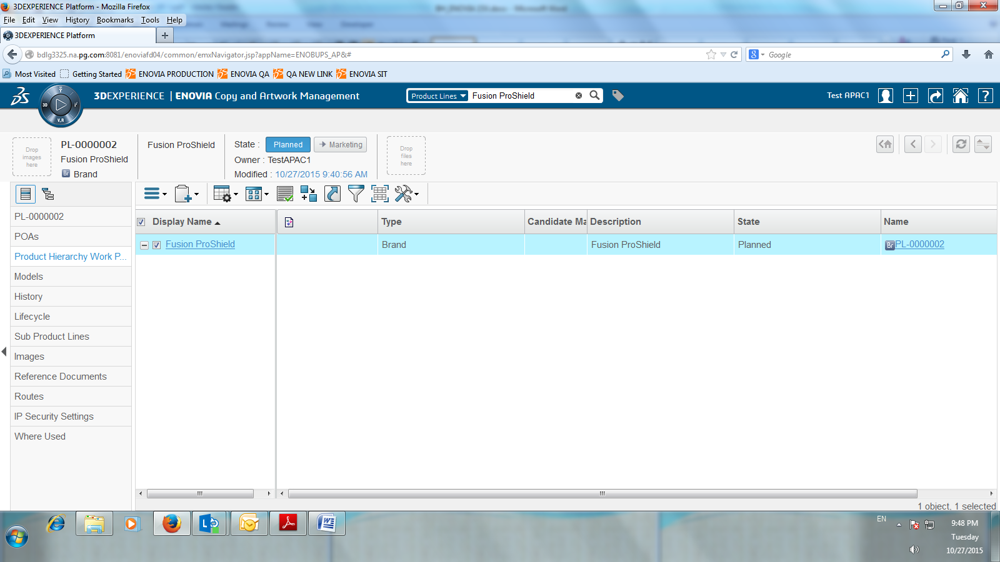 3DEXPERIENCE Platform - Mozilla Firefox
File Edit View History Bookmarks Tools Help
3DEXPERIENCE Platform
bdlg3325.na.pg.com:8081/enoviafd04/common/emxNavigator.jsp?appName=ENOBUPS_AP&#
Google
Most Visited Getting Started ENOVIA PRODUCTION ENOVIA QA QA NEW LINK ENOVIA SIT
3DEXPERIENCE | ENOVIA Copy and Artwork Management
Product Lines Fusion ProShield
Test APAC1
3D
V.R
Drop images here
PL-0000002
Fusion ProShield
Br Brand
Fusion ProShield
State : Planned Marketing
Owner : TestAPAC1
Modified : 10/27/2015 9:40:56 AM
Drop files here
PL-0000002
POAs
Product Hierarchy Work P...
Models
History
Lifecycle
Sub Product Lines
Images
Reference Documents
Routes
IP Security Settings
Where Used
Display Name Type Candidate Ma Description State Name
Fusion ProShield Brand Fusion ProShield Planned Br PL-0000002
1 object, 1 selected
EN
9:48 PM
Tuesday
10/27/2015